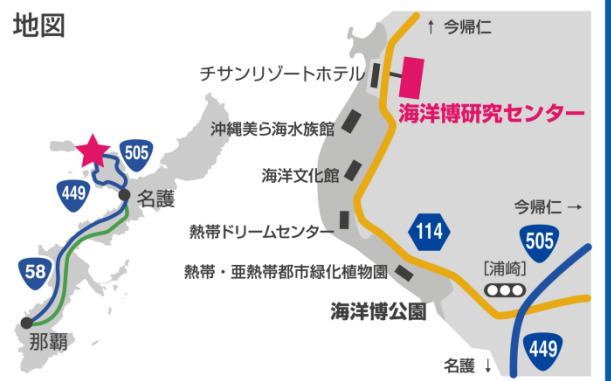 地図
↑ 今帰仁
チサンリゾートホテル
海洋博研究センター
沖縄美ら海水族館
海洋文化館
熱帯ドリームセンター
熱帯・亜熱帯都市緑化植物園
海洋博公園
114
今帰仁 →
505
[浦崎]
449
名護 ↓
505
449
名護
58
那覇